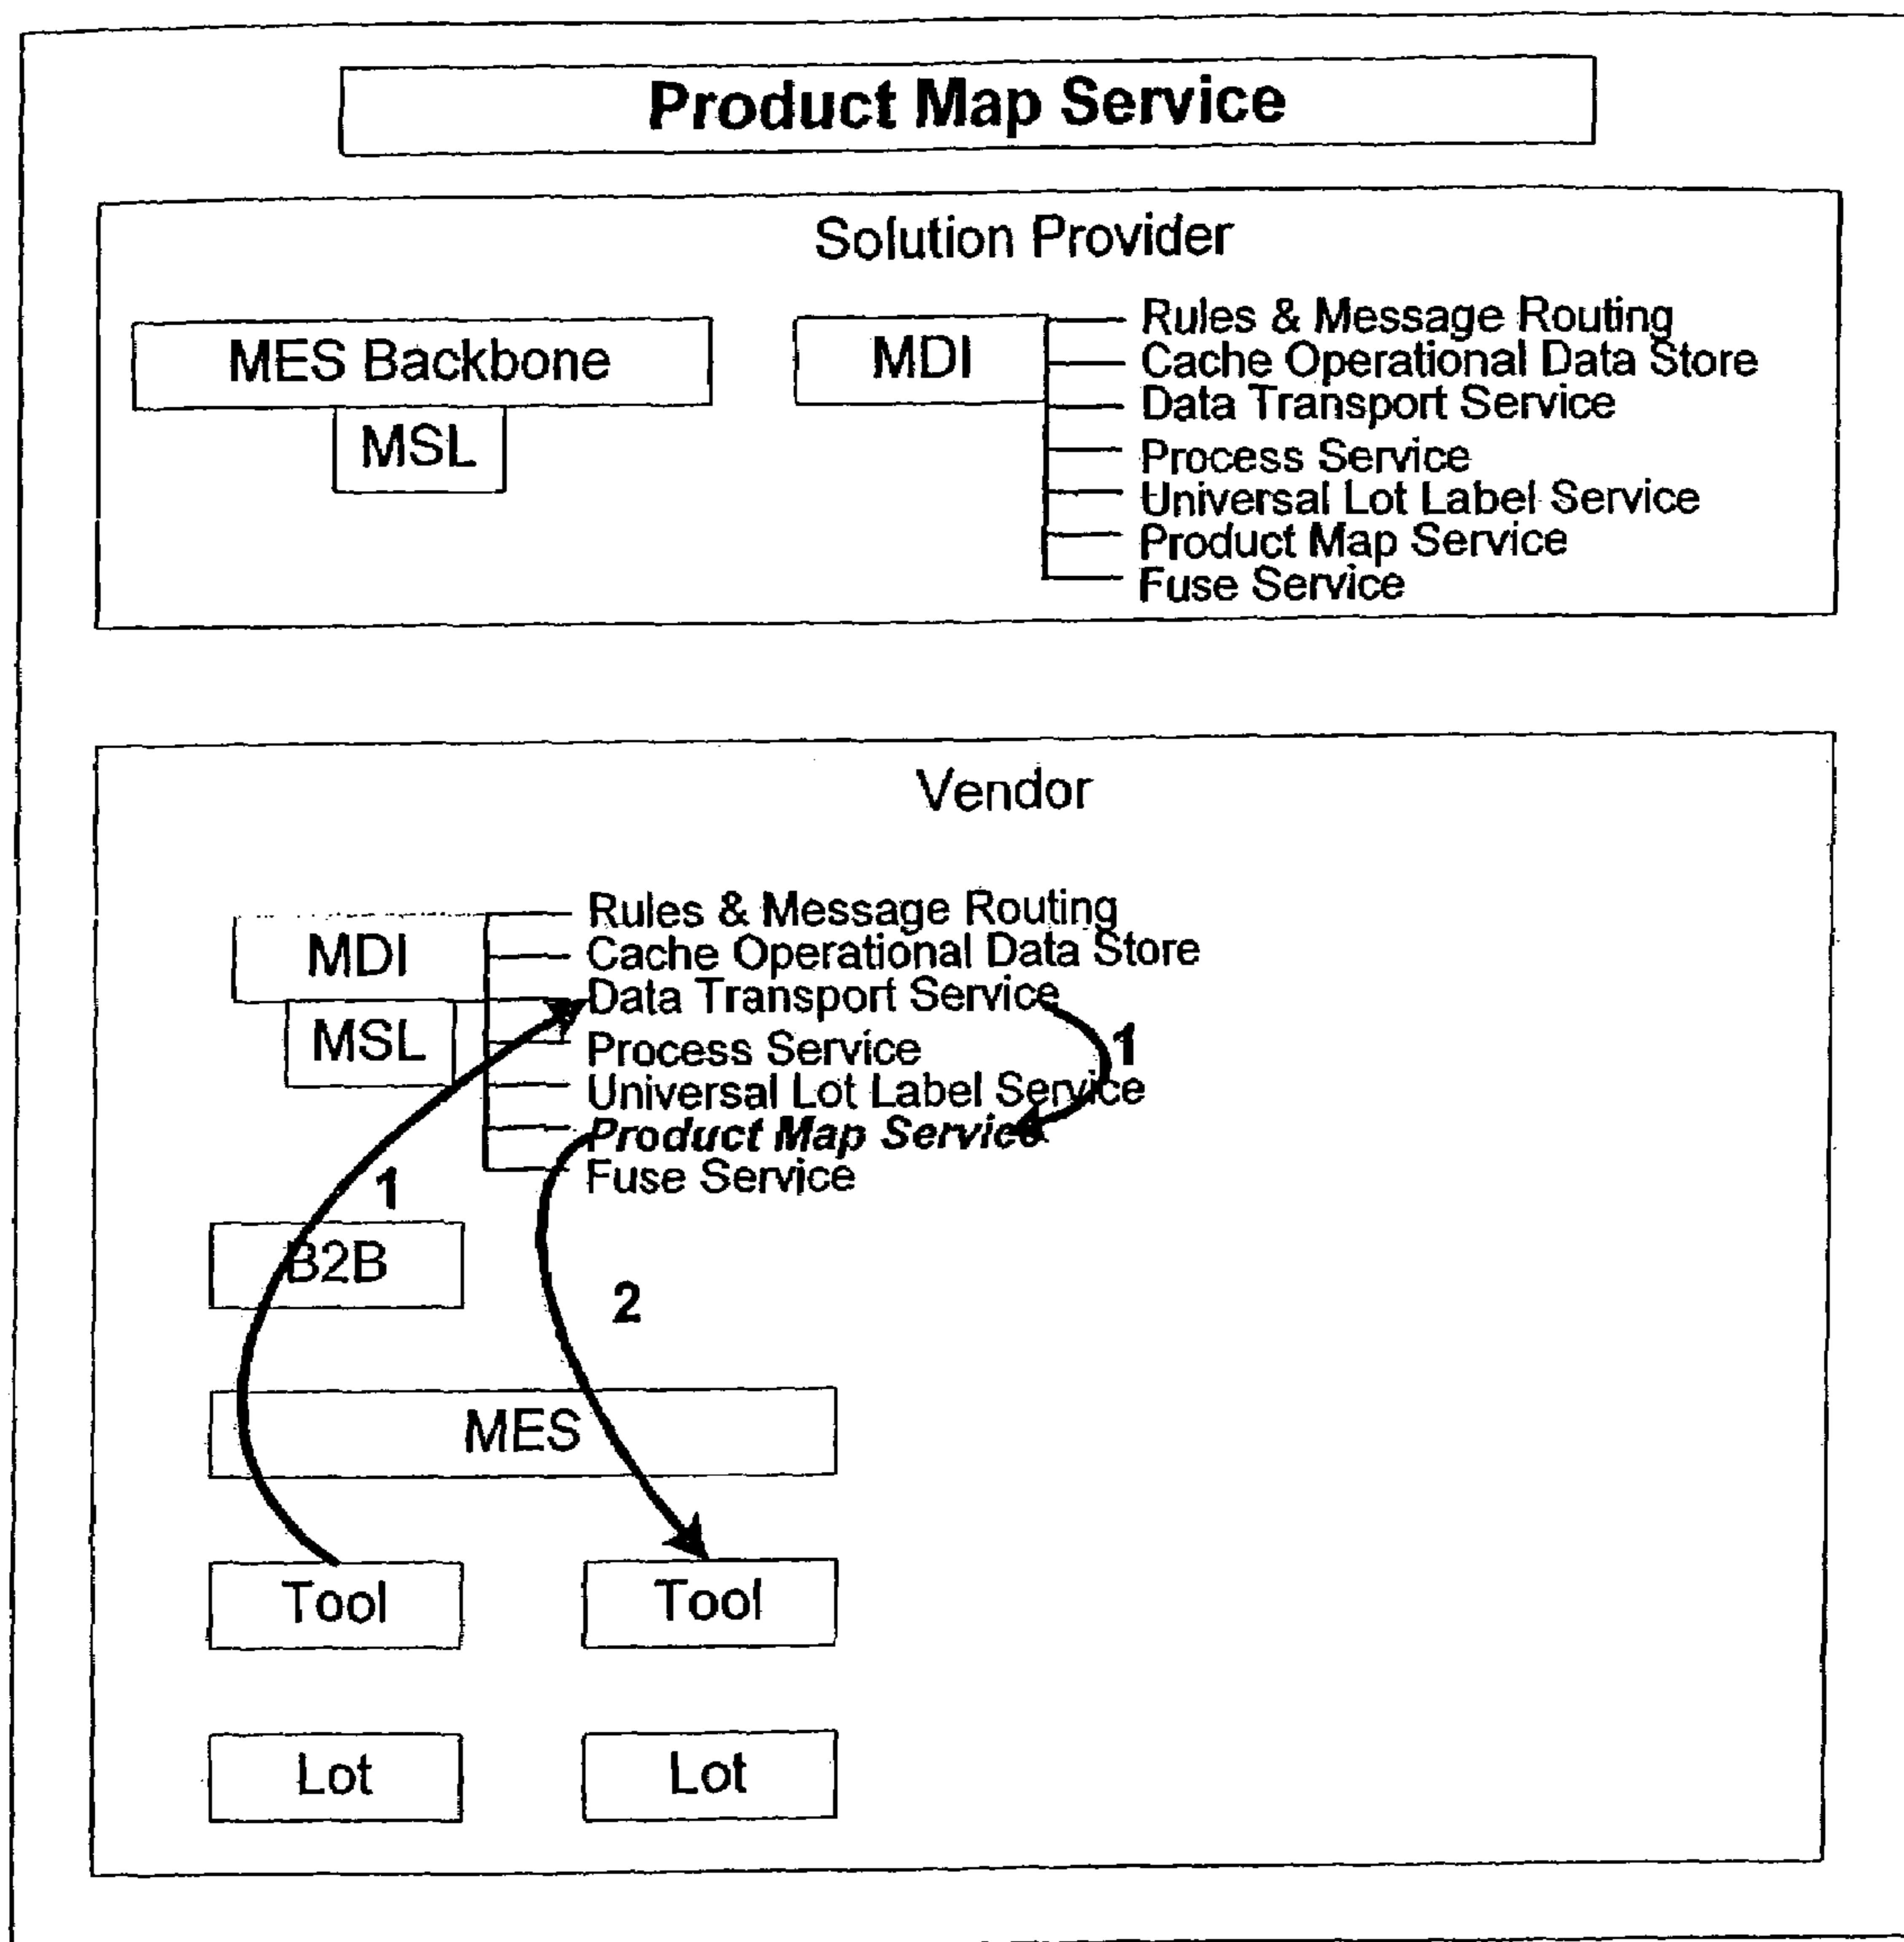 Product Map Service
Solution Provider
MES Backbone
MSL
MDI
Rules & Message Routing
Cache Operational Data Store
Data Transport Service
Process Service
Universal Lot Label Service
Product Map Service
Fuse Service
Vendor
MDI
MSL
Rules & Message Routing
Cache Operational Data Store
Data Transport Service
Process Service
Universal Lot Label Service
Product Map Service
Fuse Service
1
1
B2B
2
MES
Tool
Tool
Lot
Lot